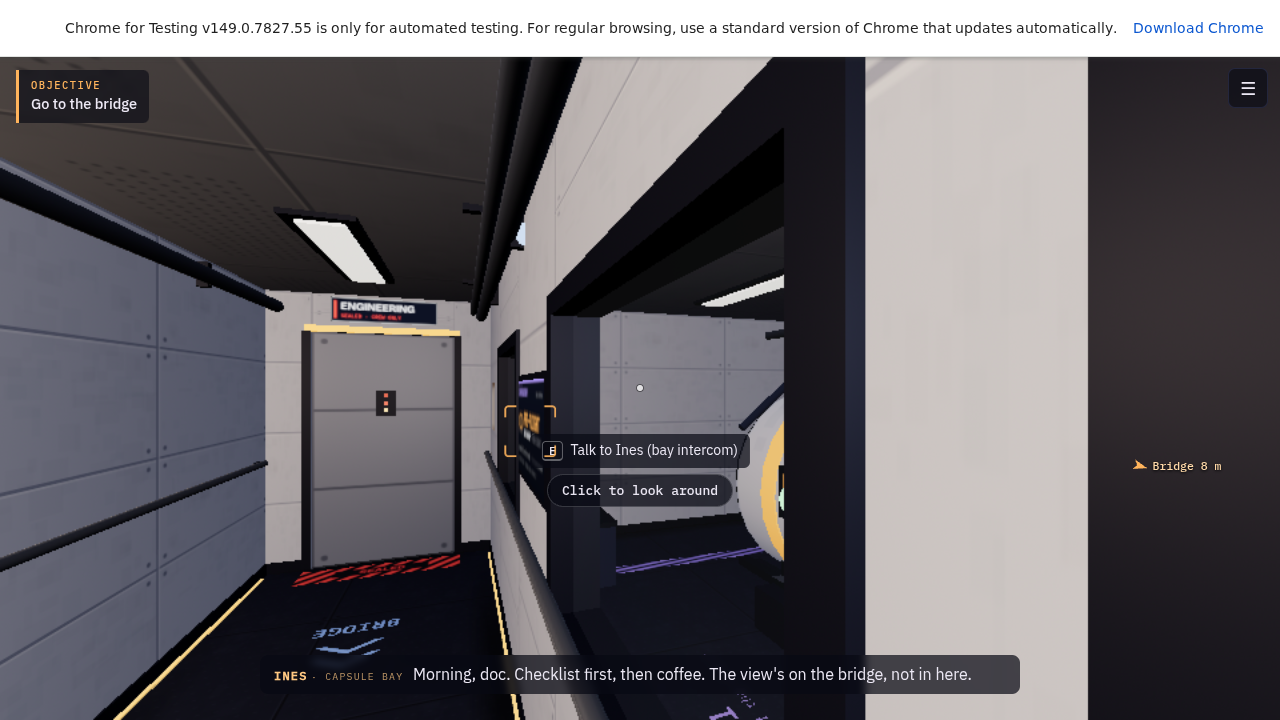 Chrome for Testing v149.0.7827.55 is only for automated testing. For regular browsing, use a standard version of Chrome that updates automatically. Download Chrome
OBJECTIVE
Go to the bridge
☰
ENGINEERING
E Talk to Ines (bay intercom)
Bridge 8 m
Click to look around
BRIDGE
INES · CAPSULE BAY Morning, doc. Checklist first, then coffee. The view's on the bridge, not in here.